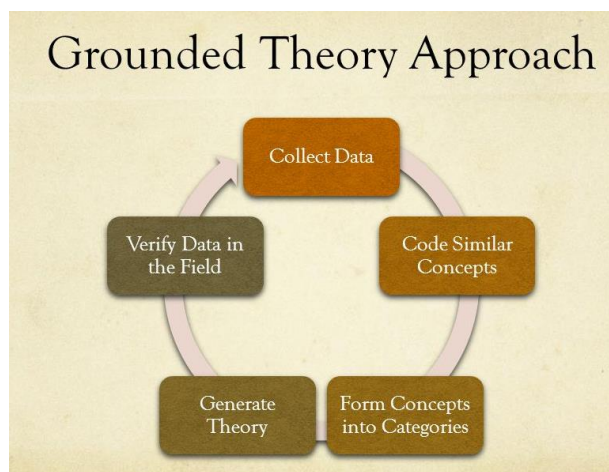 Grounded Theory Approach
Collect Data
Code Similar
Concepts
Form Concepts
into Categories
Generate
Theory
Verify Data in
the Field